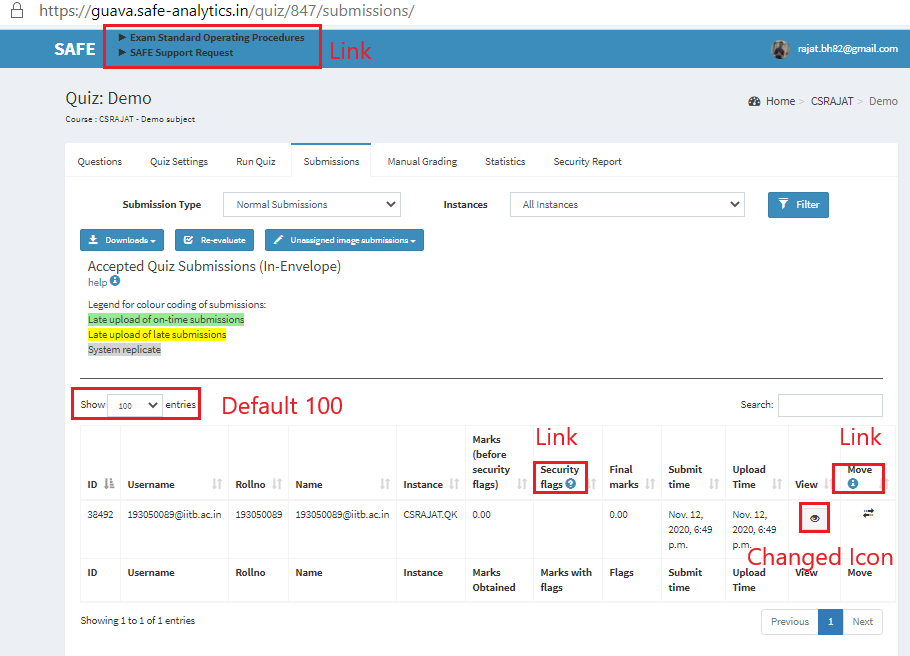 https://guava.safe-analytics.in/quiz/847/submissions/
SAFE
▶ Exam Standard Operating Procedures
▶ SAFE Support Request
Link
rajat.bh82@gmail.com
Quiz: Demo
Course : CSRAJAT - Demo subject
Home > CSRAJAT > Demo
Questions Quiz Settings Run Quiz Submissions Manual Grading Statistics Security Report
Submission Type Normal Submissions Instances All Instances Filter
Downloads Re-evaluate Unassigned image submissions
Accepted Quiz Submissions (In-Envelope)
help
Legend for colour coding of submissions:
Late upload of on-time submissions
Late upload of late submissions
System replicate
Show 100 entries
Default 100
Search:
Link
Link
ID Username Rollno Name Instance Marks (before security flags) Security flags Final marks Submit time Upload Time View Move
38492 193050089@iitb.ac.in 193050089 193050089@iitb.ac.in CSRAJAT.QK 0.00 0.00 Nov. 12, 2020, 6:49 p.m. Nov. 12, 2020, 6:49 p.m.
Changed Icon
ID Username Rollno Name Instance Marks Obtained Marks with flags Flags Submit time Upload Time View Move
Showing 1 to 1 of 1 entries
Previous 1 Next